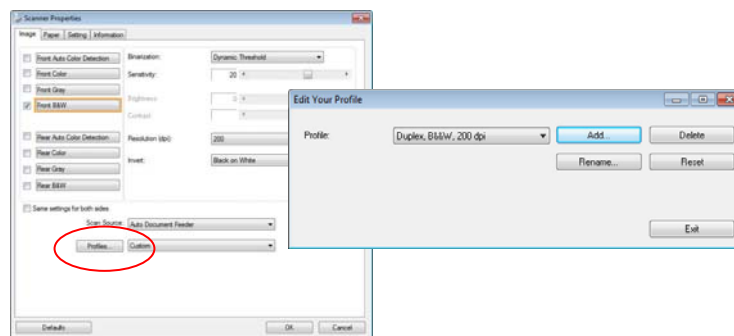 Scanner Properties
Image Paper Setting Information
Front Auto Color Detection
Front Color
Front Gray
Front B&W
Rear Auto Color Detection
Rear Color
Rear Gray
Rear B&W
Binarization: Dynamic Threshold
Sensitivity: 20
Brightness: 0
Contrast:
Resolution (dpi): 200
Invert: Black on White
Same settings for both sides
Scan Source: Auto Document Feeder
Profiles... Custom
Defaults OK Cancel
Edit Your Profile
Profile: Duplex, B&W, 200 dpi Add... Delete
Rename... Reset
Exit